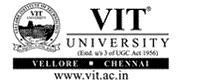 VIT®
UNIVERSITY
(Estd. u/s 3 of UGC Act 1956)
VELLORE CHENNAI
www.vit.ac.in